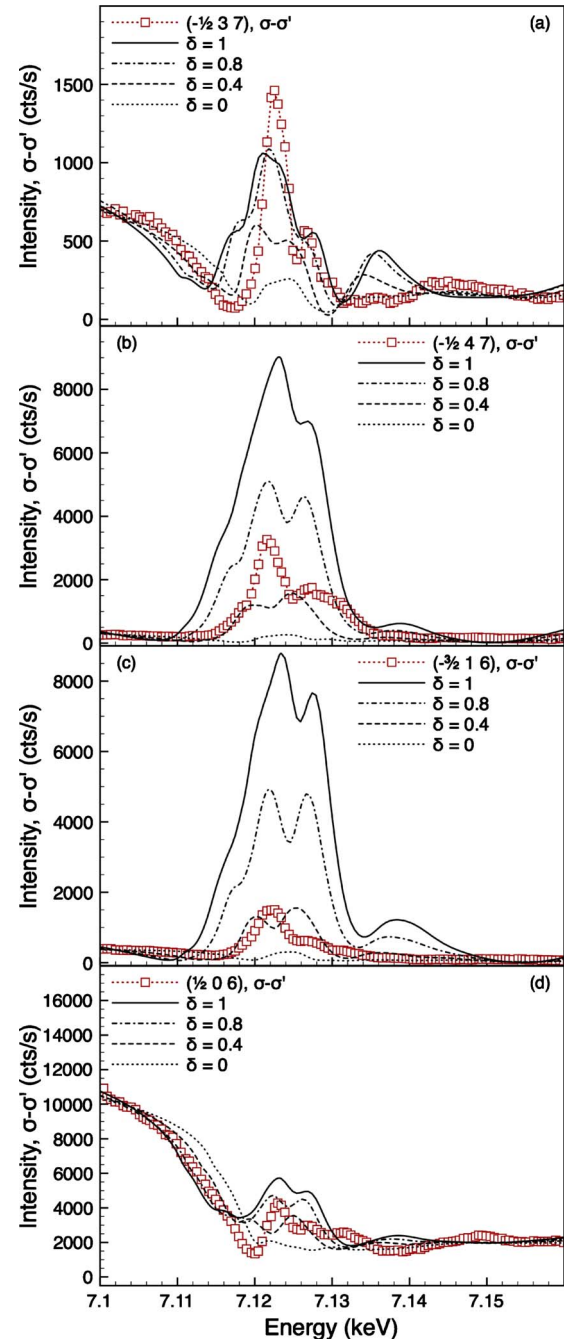 (-½ 3 7), σ-σ'
(a)
δ = 1
δ = 0.8
δ = 0.4
δ = 0
1500
1000
500
0
Intensity, σ-σ' (cts/s)
(b)
(-½ 4 7), σ-σ'
δ = 1
δ = 0.8
δ = 0.4
δ = 0
8000
6000
4000
2000
0
Intensity, σ-σ' (cts/s)
(c)
(-³⁄₂ 1 6), σ-σ'
δ = 1
δ = 0.8
δ = 0.4
δ = 0
8000
6000
4000
2000
0
Intensity, σ-σ' (cts/s)
(½ 0 6), σ-σ'
(d)
δ = 1
δ = 0.8
δ = 0.4
δ = 0
16000
14000
12000
10000
8000
6000
4000
2000
0
Intensity, σ-σ' (cts/s)
7.1 7.11 7.12 7.13 7.14 7.15
Energy (keV)